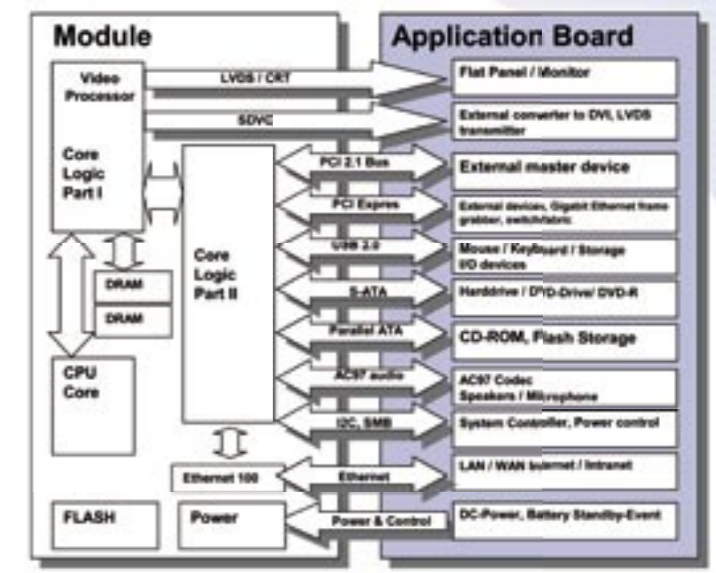 Module
Application Board
Video
Processor
Core
Logic
Part I
LVDS / CRT
Flat Panel / Monitor
SDVO
External converter to DVI, LVDS
transmitter
PCI 2.1 Bus
External master device
PCI Expres
External devices, Gigabit Ethernet frame
grabber, switchfabric
Core
Logic
Part II
USB 2.0
Mouse / Keyboard / Storage
I/O devices
DRAM
DRAM
S-ATA
Harddrive / DVD-Drive/ DVD-R
Parallel ATA
CD-ROM, Flash Storage
CPU
Core
AC97 audio
AC97 Codec
Speakers / Microphone
I2C, SMB
System Controller, Power control
Ethernet 100
Ethernet
LAN / WAN Internet / Intranet
FLASH
Power
Power & Control
DC-Power, Battery Standby-Event